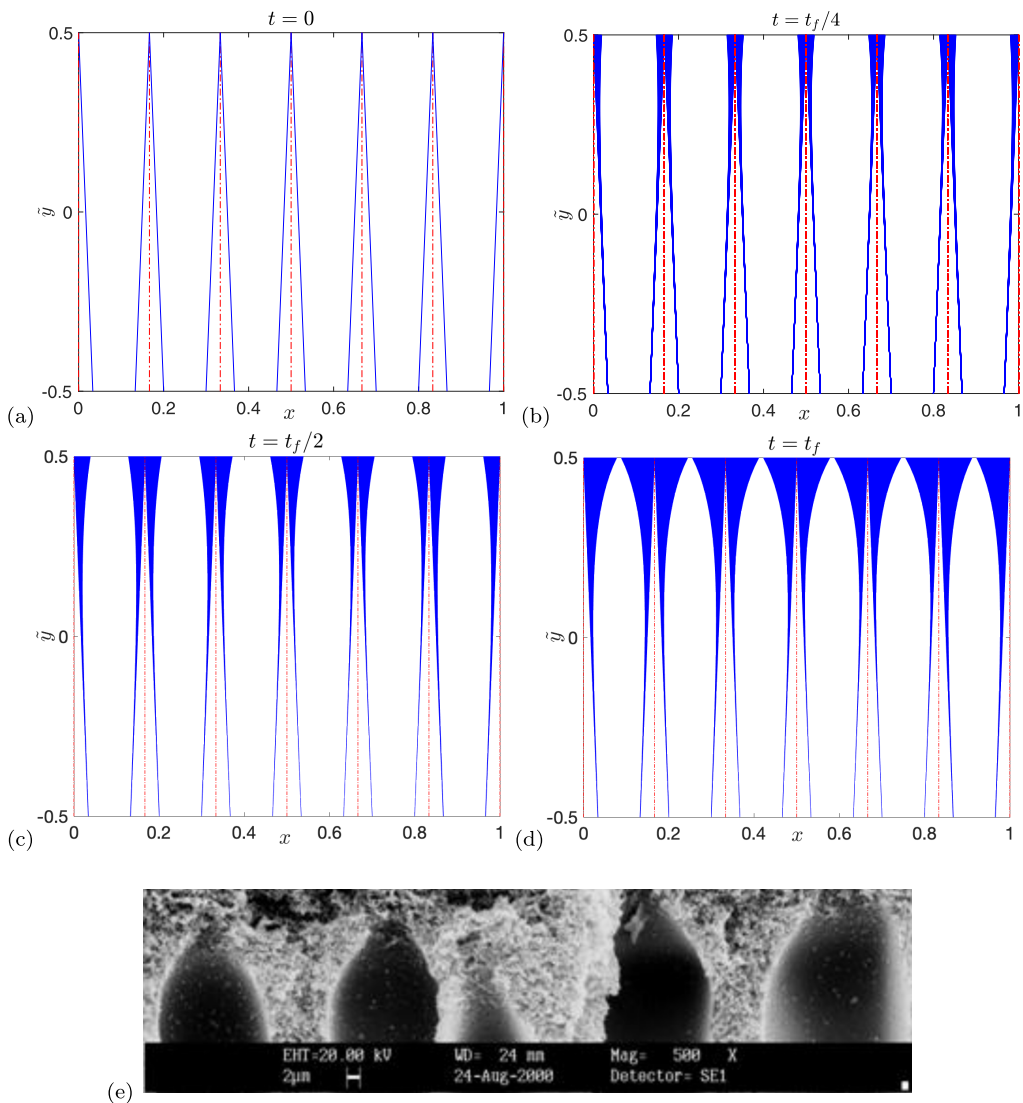 t = 0
t = t_f/4
0.5
0
-0.5
ỹ
0 0.2 0.4 0.6 0.8 1
x
(a)
0.5
0
-0.5
ỹ
0 0.2 0.4 0.6 0.8 1
x
(b)
t = t_f/2
t = t_f
0.5
0
-0.5
ỹ
0 0.2 0.4 0.6 0.8 1
x
(c)
0.5
0
-0.5
ỹ
0 0.2 0.4 0.6 0.8 1
x
(d)
EHT=20.00 kV WD= 24 mm Mag= 500 X
2µm 24-Aug-2000 Detector= SE1
(e)